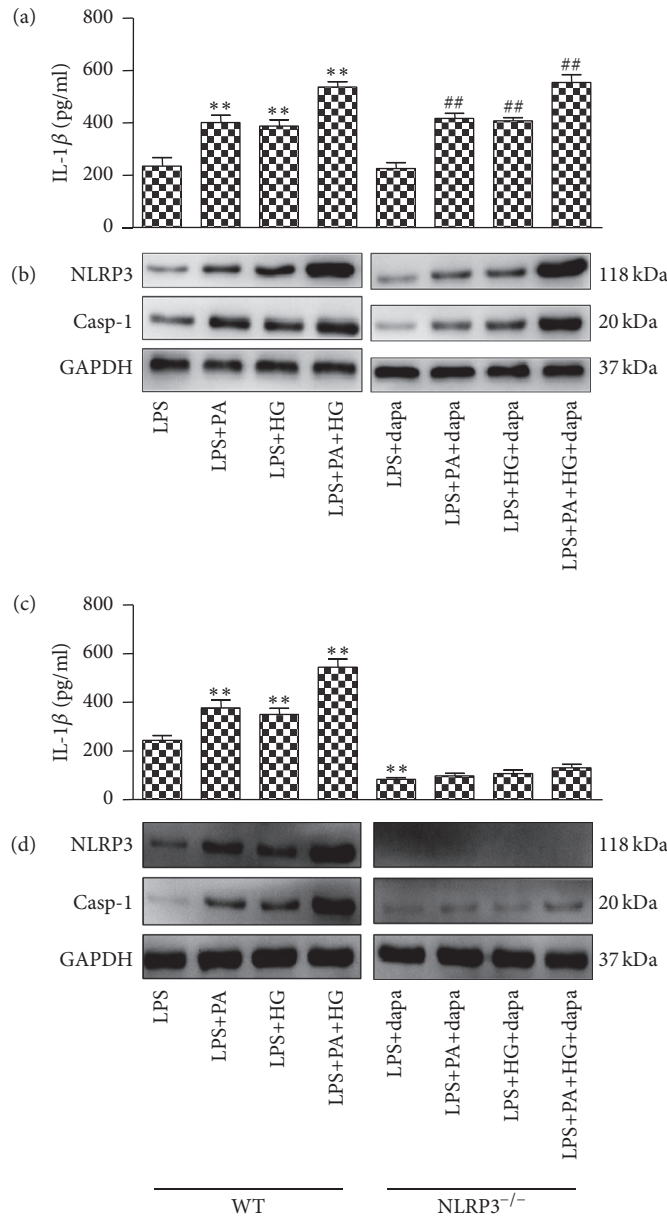 (a)
800
600
400
200
0
IL-1β (pg/ml)
** ** ** ## ## ##
(b)
NLRP3 118 kDa
Casp-1 20 kDa
GAPDH 37 kDa
LPS
LPS+PA
LPS+HG
LPS+PA+HG
LPS+dapa
LPS+PA+dapa
LPS+HG+dapa
LPS+PA+HG+dapa
(c)
800
600
400
200
0
IL-1β (pg/ml)
** ** ** **
(d)
NLRP3 118 kDa
Casp-1 20 kDa
GAPDH 37 kDa
LPS
LPS+PA
LPS+HG
LPS+PA+HG
LPS+dapa
LPS+PA+dapa
LPS+HG+dapa
LPS+PA+HG+dapa
WT NLRP3−/−